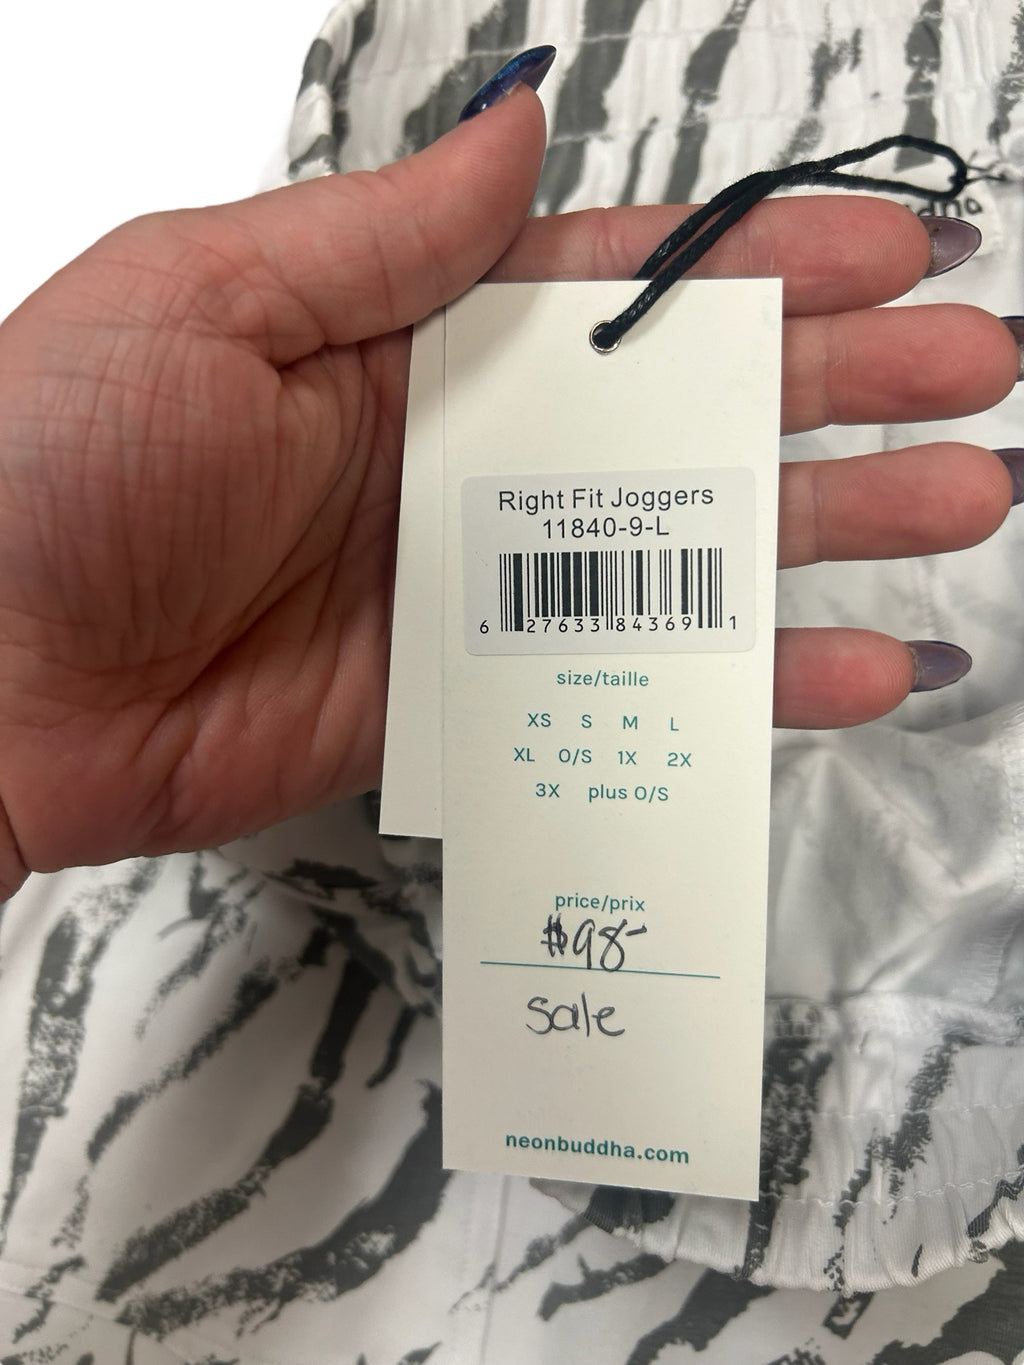 Right Fit Joggers
11840-9-L
6 27633 84369 1
size/taille
XS S M L
XL O/S 1X 2X
3X plus O/S
price/prix
$98-
sale
neonbuddha.com